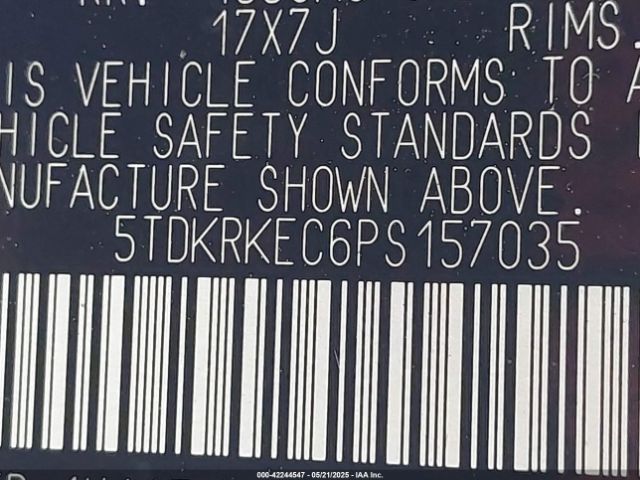 17X7J RIMS
IS VEHICLE CONFORMS TO A
HICLE SAFETY STANDARDS
NUFACTURE SHOWN ABOVE.
5TDKRKEC6PS157035
000-42244547 - 05/21/2025 - IAA Inc.